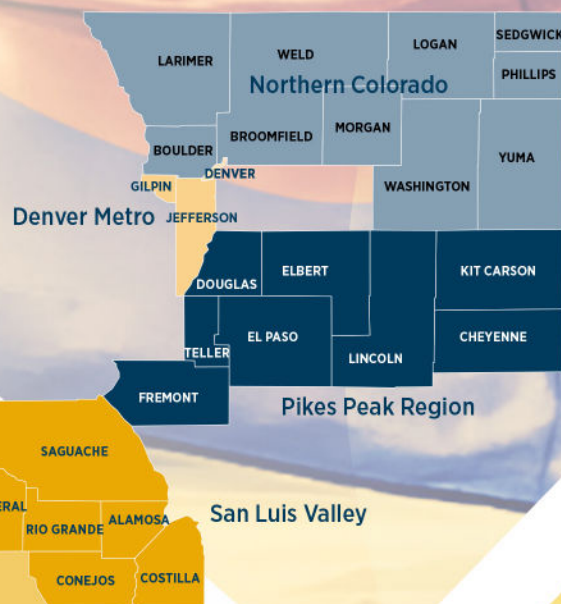 LARIMER
WELD
LOGAN
SEDGWICK
PHILLIPS
Northern Colorado
BOULDER
BROOMFIELD
MORGAN
YUMA
WASHINGTON
DENVER
GILPIN
Denver Metro
JEFFERSON
DOUGLAS
ELBERT
KIT CARSON
EL PASO
CHEYENNE
TELLER
LINCOLN
FREMONT
Pikes Peak Region
SAGUACHE
ERAL
RIO GRANDE
ALAMOSA
San Luis Valley
CONEJOS
COSTILLA